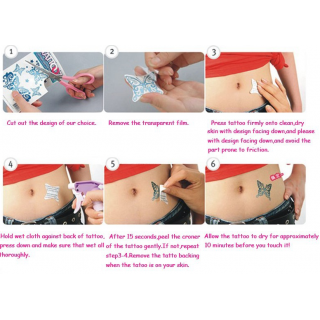 1
Cut out the design of our choice.
2
Remove the transparent film.
3
Press tattoo firmly onto clean,dry
skin with design facing down,and please
with design facing down,and avoid the
part prone to friction.
4
Hold wet cloth against back of tattoo,
press down and make sure that wet all
thoroughly.
5
After 15 seconds,peel the croner
of the tattoo gently.If not,repeat
step3-4.Remove the tatto backing
when the tatoo is on your skin.
6
Allow the tattoo to dry for approximately
10 minutes before you touch it!